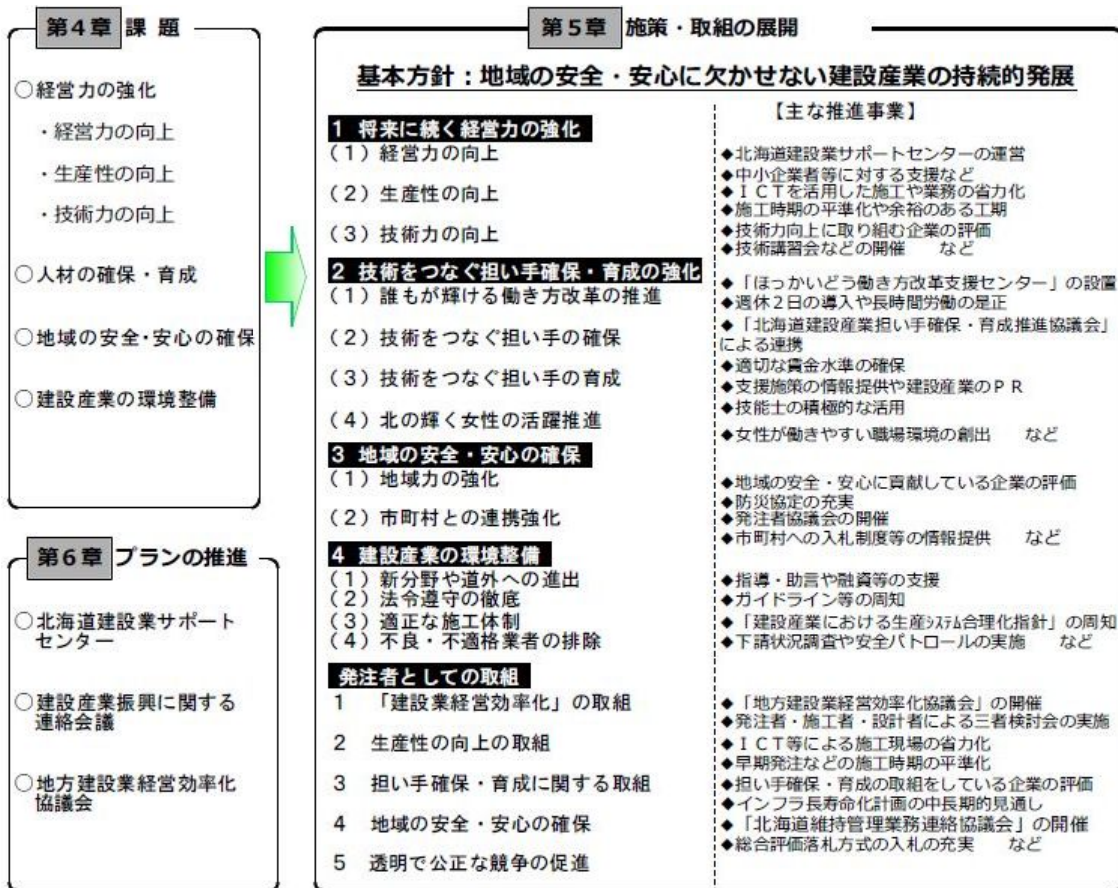 第4章 課 題
○経営力の強化
・経営力の向上
・生産性の向上
・技術力の向上
○人材の確保・育成
○地域の安全・安心の確保
○建設産業の環境整備
第6章 プランの推進
○北海道建設業サポート
センター
○建設産業振興に関する
連絡会議
○地方建設業経営効率化
協議会
第5章 施策・取組の展開
基本方針:地域の安全・安心に欠かせない建設産業の持続的発展
1 将来に続く経営力の強化
(1)経営力の向上
(2)生産性の向上
(3)技術力の向上
2 技術をつなぐ担い手確保・育成の強化
(1)誰もが輝ける働き方改革の推進
(2)技術をつなぐ担い手の確保
(3)技術をつなぐ担い手の育成
(4)北の輝く女性の活躍推進
3 地域の安全・安心の確保
(1)地域力の強化
(2)市町村との連携強化
4 建設産業の環境整備
(1)新分野や道外への進出
(2)法令遵守の徹底
(3)適正な施工体制
(4)不良・不適格業者の排除
発注者としての取組
1 「建設業経営効率化」の取組
2 生産性の向上の取組
3 担い手確保・育成に関する取組
4 地域の安全・安心の確保
5 透明で公正な競争の促進
【主な推進事業】
◆北海道建設業サポートセンターの運営
◆中小企業者等に対する支援など
◆ICTを活用した施工や業務の省力化
◆施工時期の平準化や余裕のある工期
◆技術力向上に取り組む企業の評価
◆技術講習会などの開催 など
◆「ほっかいどう働き方改革支援センター」の設置
◆週休2日の導入や長時間労働の是正
◆「北海道建設産業担い手確保・育成推進協議会」
による連携
◆適切な賃金水準の確保
◆支援施策の情報提供や建設産業のPR
◆技能士の積極的な活用
◆女性が働きやすい職場環境の創出 など
◆地域の安全・安心に貢献している企業の評価
◆防災協定の充実
◆発注者協議会の開催
◆市町村への入札制度等の情報提供 など
◆指導・助言や融資等の支援
◆ガイドライン等の周知
◆「建設産業における生産ｼｽﾃﾑ合理化指針」の周知
◆下請状況調査や安全パトロールの実施 など
◆「地方建設業経営効率化協議会」の開催
◆発注者・施工者・設計者による三者検討会の実施
◆ICT等による施工現場の省力化
◆早期発注などの施工時期の平準化
◆担い手確保・育成の取組をしている企業の評価
◆インフラ長寿命化計画の中長期的見通し
◆「北海道維持管理業務連絡協議会」の開催
◆総合評価落札方式の入札の充実 など